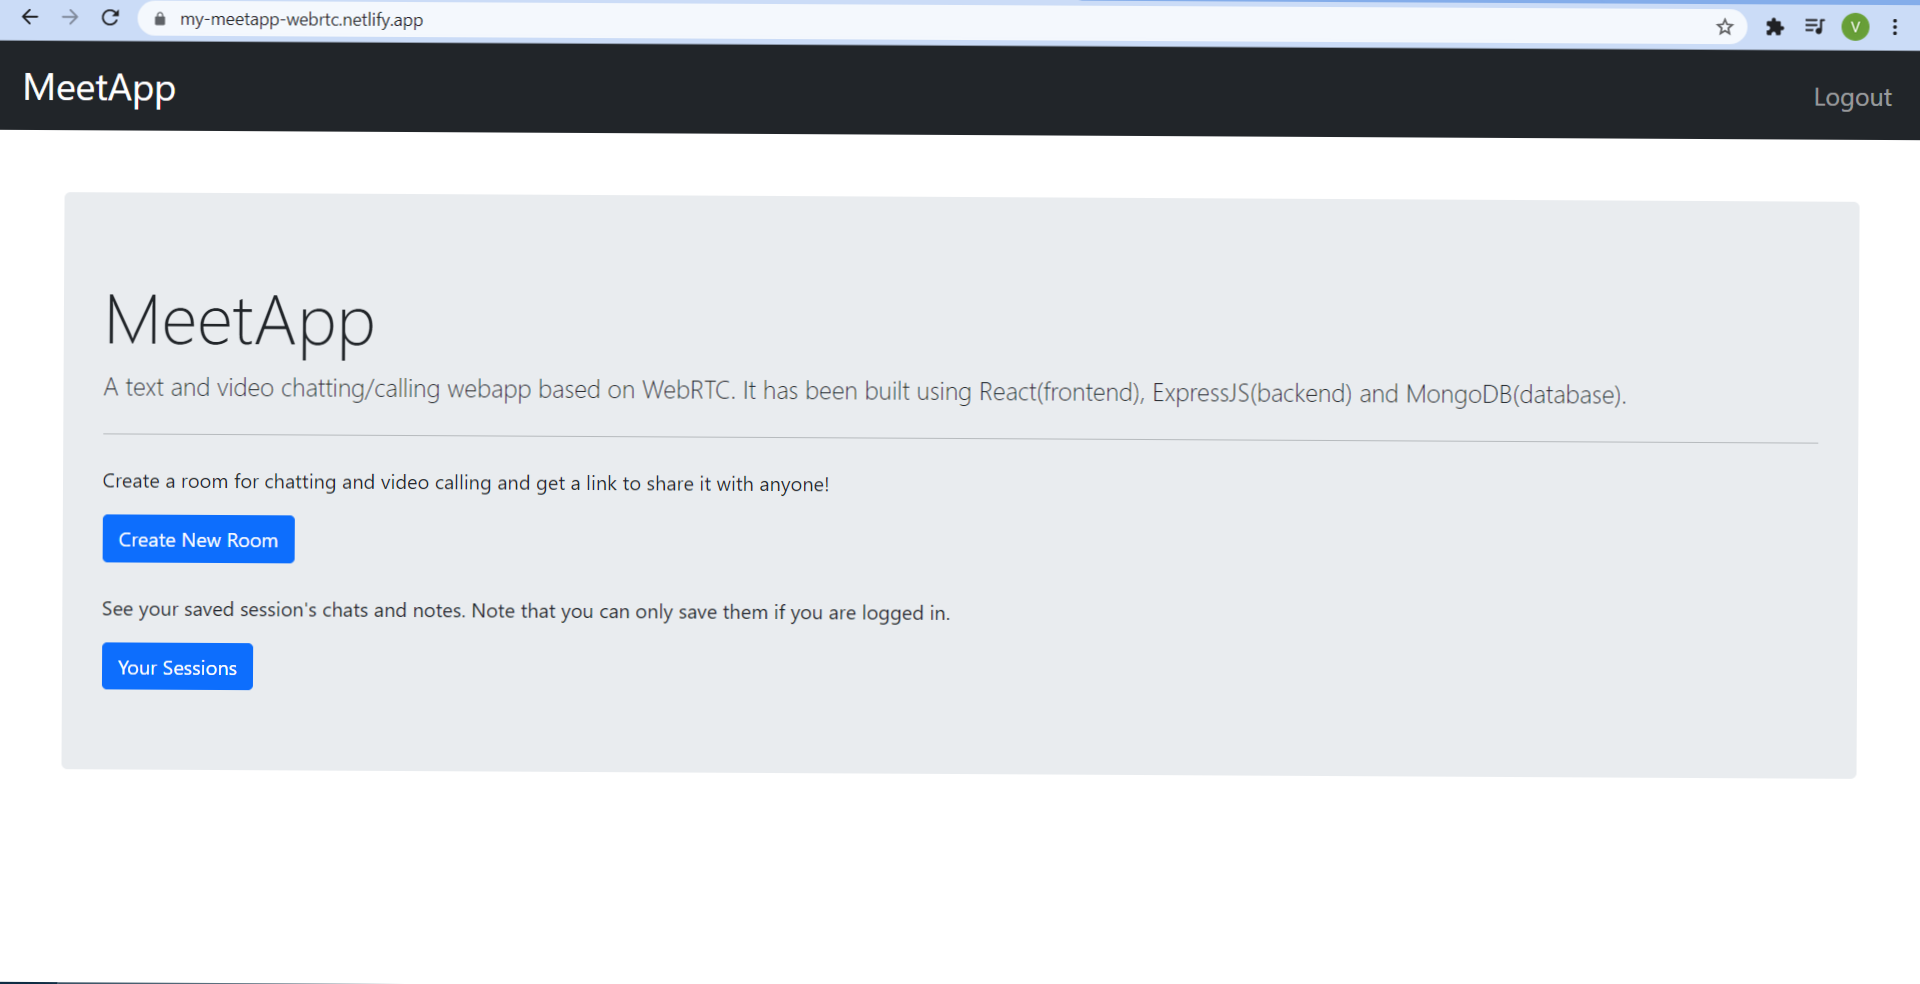 my-meetapp-webrtc.netlify.app
V
MeetApp
Logout
MeetApp
A text and video chatting/calling webapp based on WebRTC. It has been built using React(frontend), ExpressJS(backend) and MongoDB(database).
Create a room for chatting and video calling and get a link to share it with anyone!
Create New Room
See your saved session's chats and notes. Note that you can only save them if you are logged in.
Your Sessions